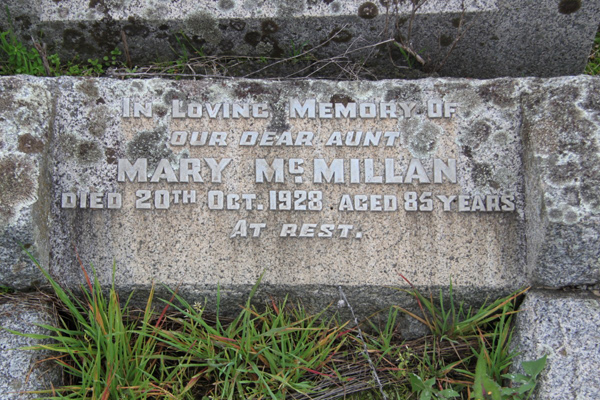 In Loving Memory Of
OUR DEAR AUNT
MARY McMILLAN
DIED 20TH OCT. 1928. AGED 85 YEARS
AT REST.